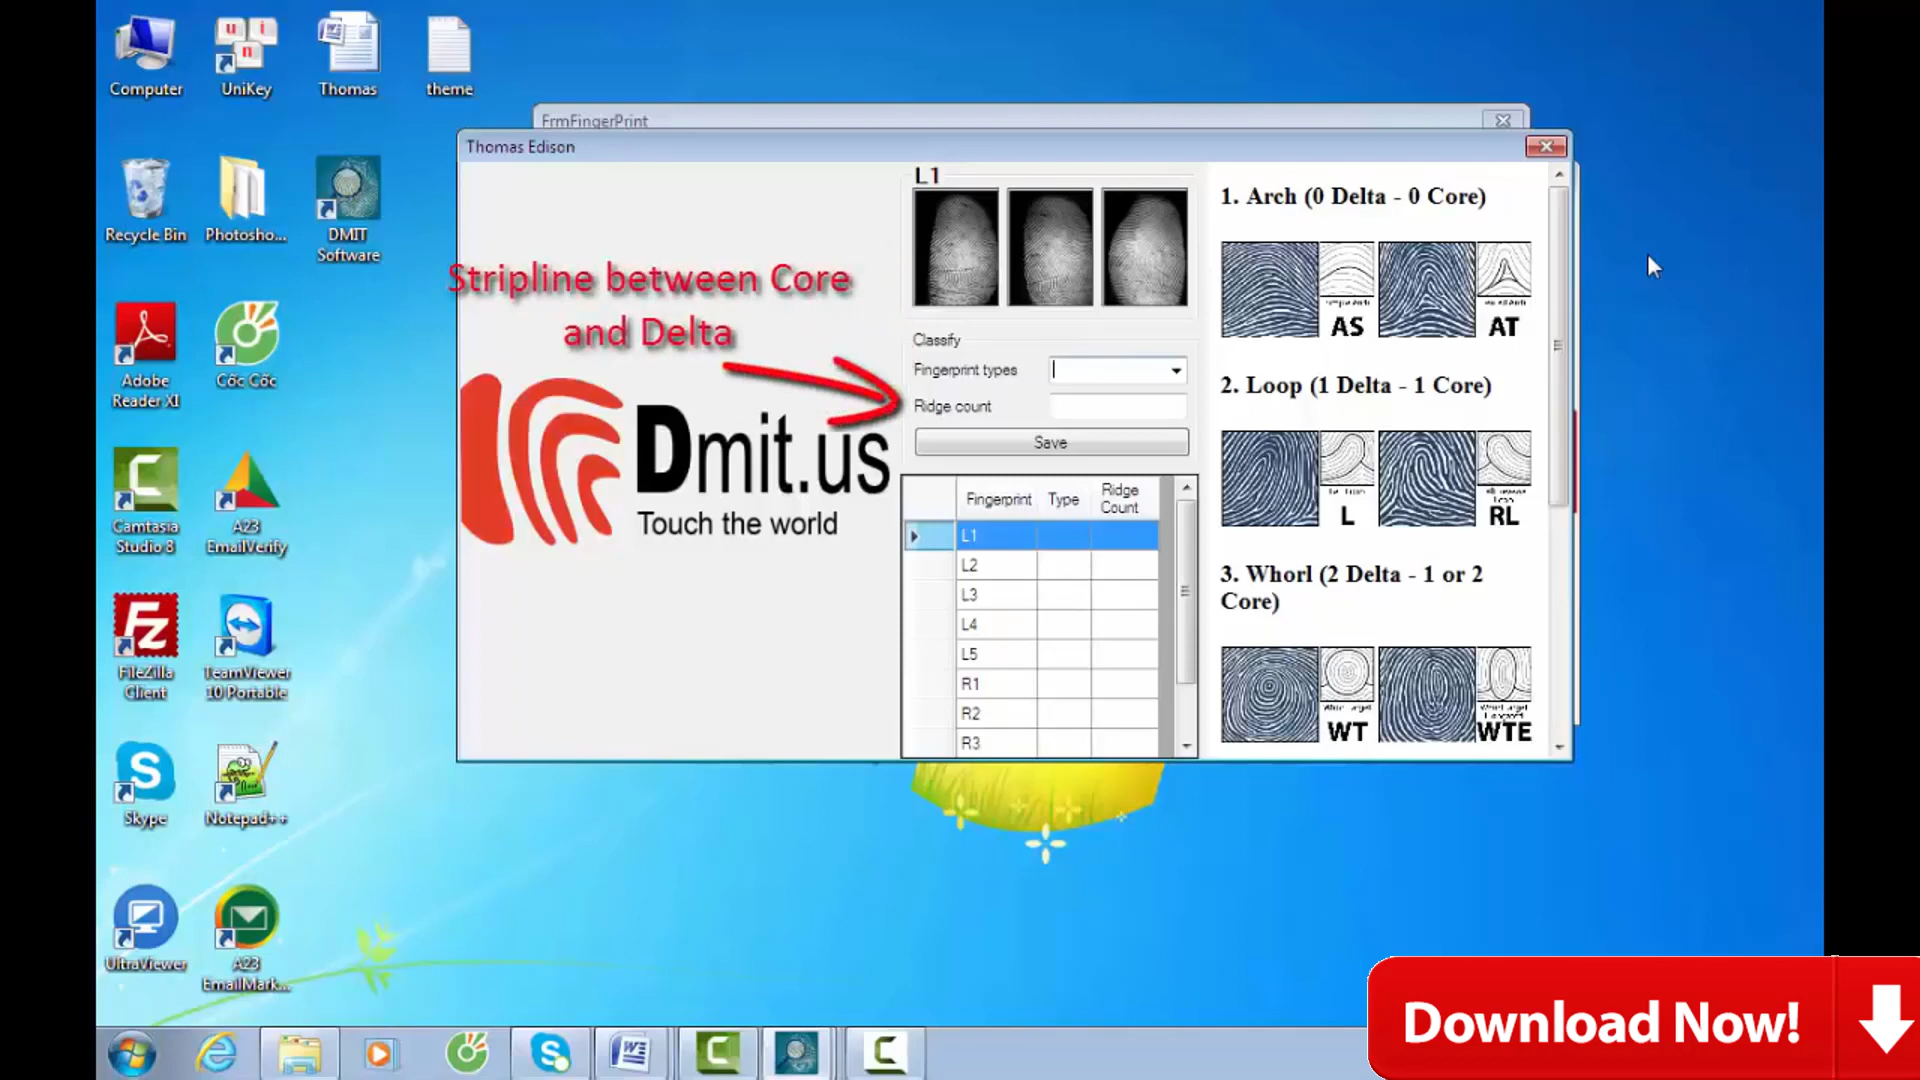 Computer
UniKey
Thomas
theme
Recycle Bin
Photosho...
DMIT
Software
Adobe
Reader XI
Cốc Cốc
Camtasia
Studio 8
A23
EmailVerify
FileZilla
Client
TeamViewer
10 Portable
Skype
Notepad++
UltraViewer
A23
EmailMark...
FrmFingerPrint
Thomas Edison
Stripline between Core
and Delta
Dmit.us
Touch the world
L1
Classify
Fingerprint types
Ridge count
Save
Fingerprint Type Ridge Count
L1
L2
L3
L4
L5
R1
R2
R3
1. Arch (0 Delta - 0 Core)
AS AT
2. Loop (1 Delta - 1 Core)
L RL
3. Whorl (2 Delta - 1 or 2
Core)
WT WTE
Download Now!